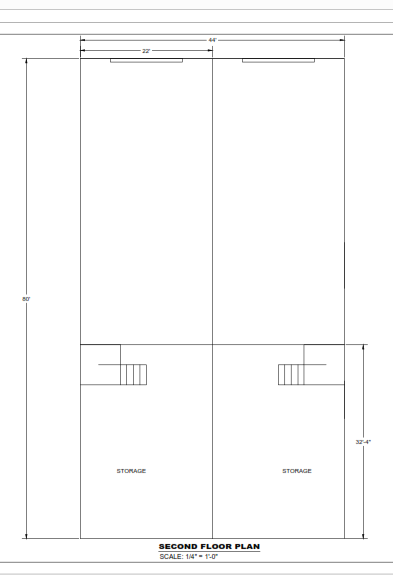 44'
22'
80'
32'-4"
STORAGE STORAGE
SECOND FLOOR PLAN
SCALE: 1/4" = 1'-0"